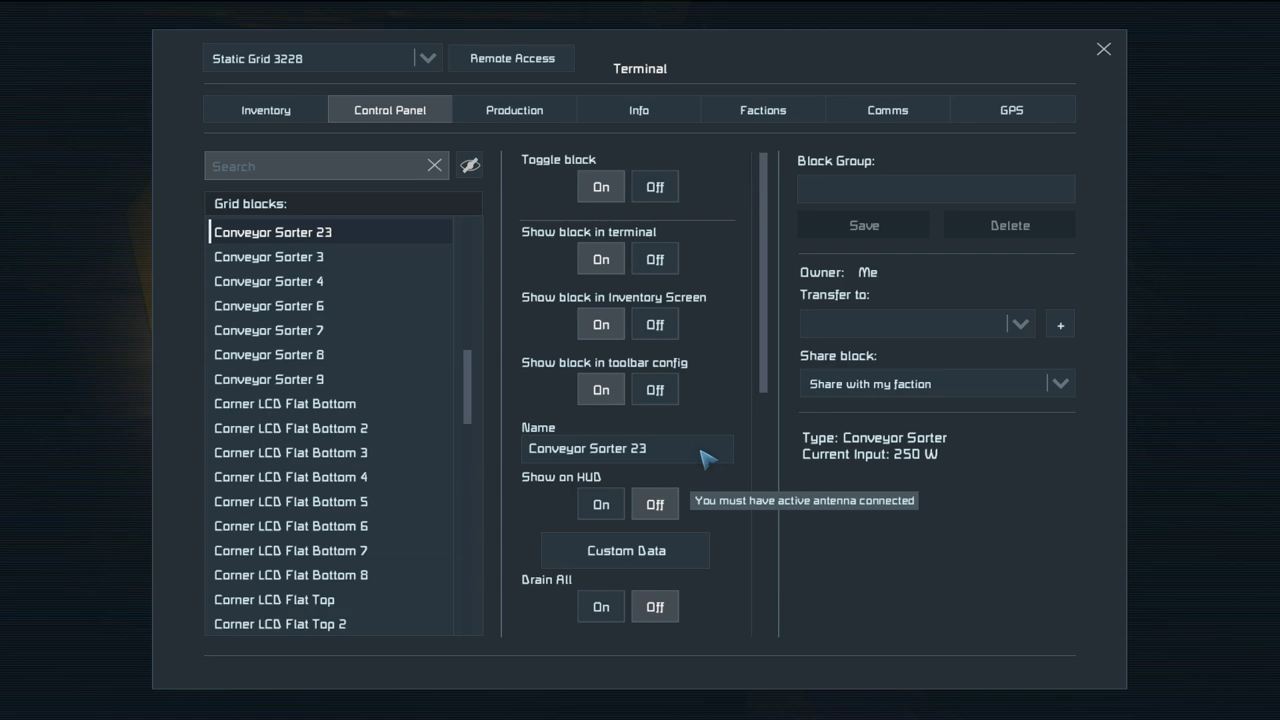 Static Grid 3228
Remote Access
Terminal
Inventory
Control Panel
Production
Info
Factions
Comms
GPS
Search
Grid blocks:
Conveyor Sorter 23
Conveyor Sorter 3
Conveyor Sorter 4
Conveyor Sorter 6
Conveyor Sorter 7
Conveyor Sorter 8
Conveyor Sorter 9
Corner LCD Flat Bottom
Corner LCD Flat Bottom 2
Corner LCD Flat Bottom 3
Corner LCD Flat Bottom 4
Corner LCD Flat Bottom 5
Corner LCD Flat Bottom 6
Corner LCD Flat Bottom 7
Corner LCD Flat Bottom 8
Corner LCD Flat Top
Corner LCD Flat Top 2
Toggle block
On Off
Show block in terminal
On Off
Show block in Inventory Screen
On Off
Show block in toolbar config
On Off
Name
Conveyor Sorter 23
Show on HUD
On Off
You must have active antenna connected
Custom Data
Drain All
On Off
Block Group:
Save Delete
Owner: Me
Transfer to:
+
Share block:
Share with my faction
Type: Conveyor Sorter
Current Input: 250 W